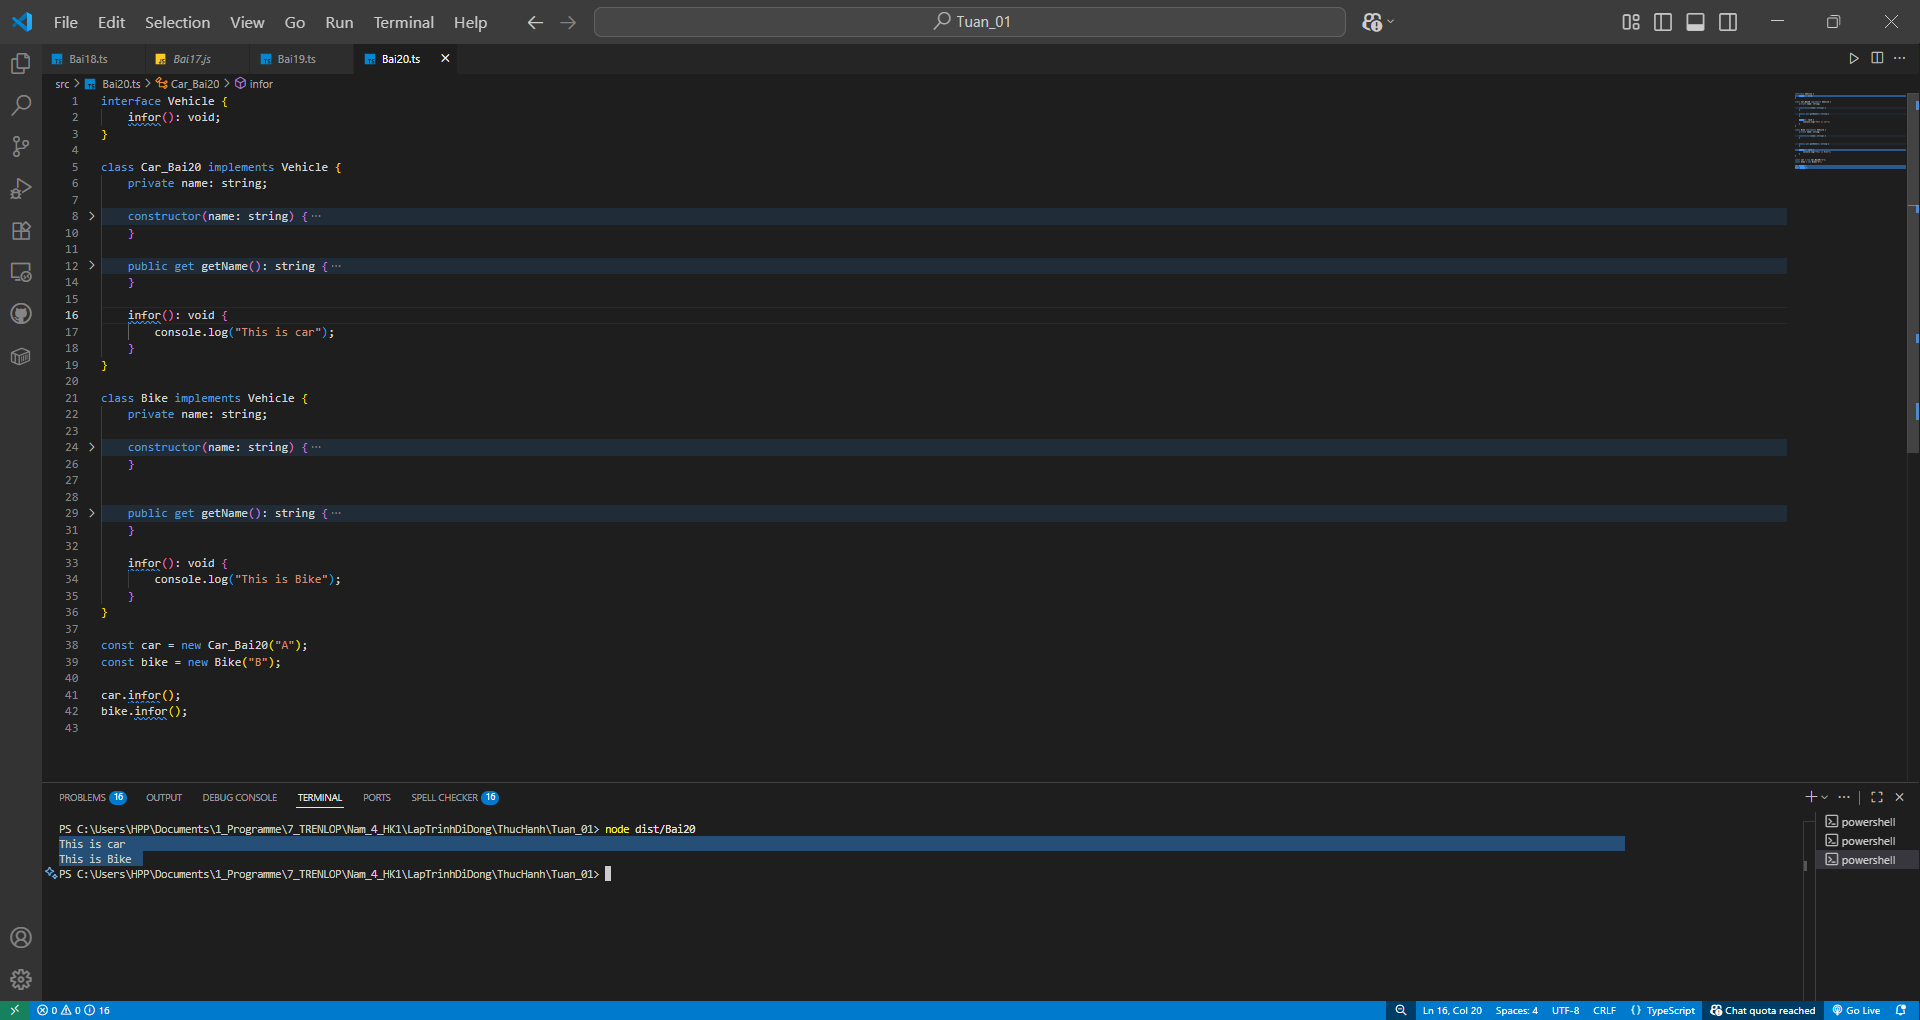 File Edit Selection View Go Run Terminal Help
Tuan_01
Bai18.ts Bai17.js Bai19.ts Bai20.ts
src > Bai20.ts > Car_Bai20 > infor
1 interface Vehicle {
2 infor(): void;
3 }
4
5 class Car_Bai20 implements Vehicle {
6 private name: string;
7
8 constructor(name: string) { ···
10 }
11
12 public get getName(): string { ···
14 }
15
16 infor(): void {
17 console.log("This is car");
18 }
19 }
20
21 class Bike implements Vehicle {
22 private name: string;
23
24 constructor(name: string) { ···
26 }
27
28
29 public get getName(): string { ···
31 }
32
33 infor(): void {
34 console.log("This is Bike");
35 }
36 }
37
38 const car = new Car_Bai20("A");
39 const bike = new Bike("B");
40
41 car.infor();
42 bike.infor();
43
PROBLEMS 16 OUTPUT DEBUG CONSOLE TERMINAL PORTS SPELL CHECKER 16
PS C:\Users\HPP\Documents\1_Programme\7_TRENLOP\Nam_4_HK1\LapTrinhDiDong\ThucHanh\Tuan_01> node dist/Bai20
This is car
This is Bike
PS C:\Users\HPP\Documents\1_Programme\7_TRENLOP\Nam_4_HK1\LapTrinhDiDong\ThucHanh\Tuan_01>
powershell
powershell
powershell
0 0 16 Ln 16, Col 20 Spaces: 4 UTF-8 CRLF {} TypeScript Chat quota reached Go Live